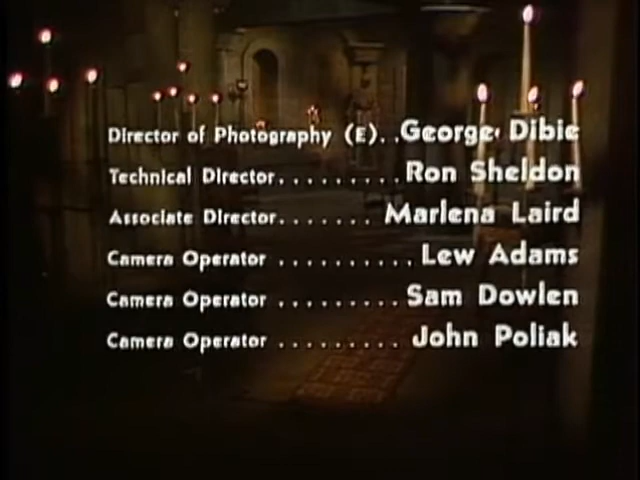 Director of Photography (E)..George Dibie
Technical Director.........Ron Sheldon
Associate Director....... Marlena Laird
Camera Operator ..........Lew Adams
Camera Operator .........Sam Dowlen
Camera Operator ......... John Poliak